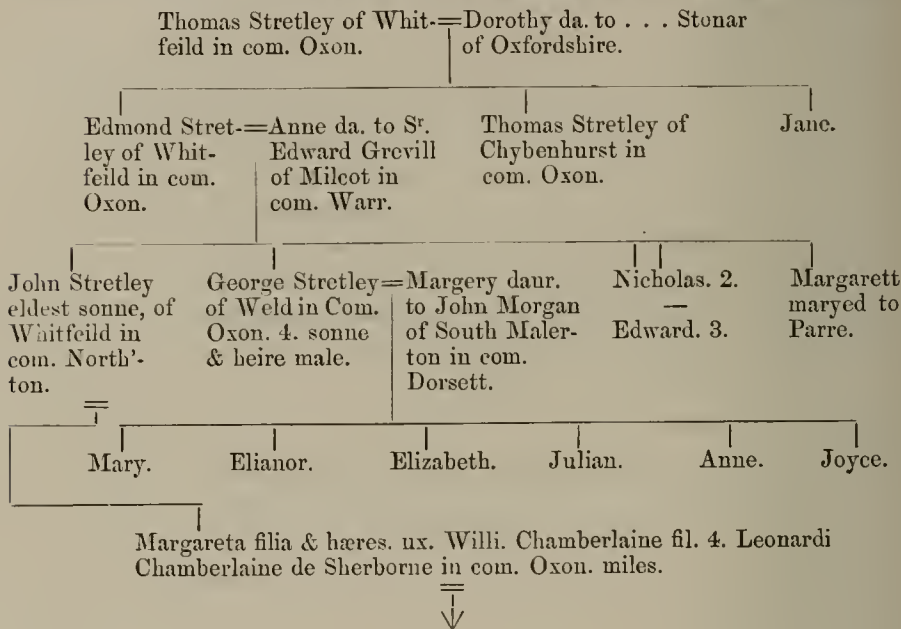 Thomas Stretley of Whit-=Dorothy da. to . . . Stonar
feild in com. Oxon. of Oxfordshire.
Edmond Stret-=Anne da. to Sr.
ley of Whit- Edward Grevill
feild in com. of Milcot in
Oxon. com. Warr.
Thomas Stretley of
Chybenhurst in
com. Oxon.
Jane.
John Stretley
eldest sonne, of
Whitfeild in
com. North'-
ton.
George Stretley=
of Weld in Com.
Oxon. 4. sonne
& heire male.
Margery daur.
to John Morgan
of South Maler-
ton in com.
Dorsett.
Nicholas. 2.
—
Edward. 3.
Margarett
maryed to
Parre.
Mary. Elianor. Elizabeth. Julian. Anne. Joyce.
Margareta filia & hæres. ux. Willi. Chamberlaine fil. 4. Leonardi
Chamberlaine de Sherborne in com. Oxon. miles.